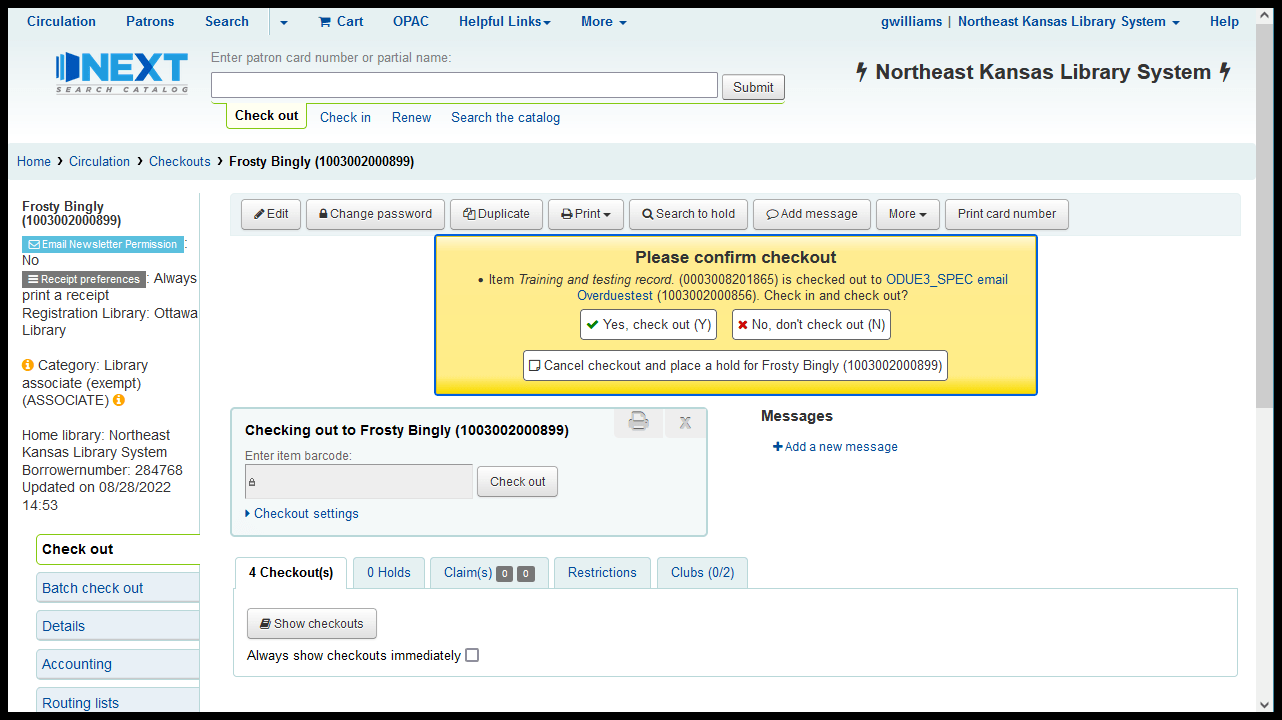 Circulation Patrons Search Cart OPAC Helpful Links More gwilliams | Northeast Kansas Library System Help
NEXT
SEARCH CATALOG
Enter patron card number or partial name:
Submit
Northeast Kansas Library System
Check out Check in Renew Search the catalog
Home › Circulation › Checkouts › Frosty Bingly (1003002000899)
Frosty Bingly
(1003002000899)
Email Newsletter Permission :
No
Receipt preferences : Always
print a receipt
Registration Library: Ottawa
Library
Category: Library
associate (exempt)
(ASSOCIATE)
Home library: Northeast
Kansas Library System
Borrowernumber: 284768
Updated on 08/28/2022
14:53
Check out
Batch check out
Details
Accounting
Routing lists
Edit Change password Duplicate Print Search to hold Add message More Print card number
Please confirm checkout
• Item Training and testing record. (0003008201865) is checked out to ODUE3_SPEC email
Overduestest (1003002000856). Check in and check out?
Yes, check out (Y) No, don't check out (N)
Cancel checkout and place a hold for Frosty Bingly (1003002000899)
Checking out to Frosty Bingly (1003002000899)
X
Enter item barcode:
Check out
Checkout settings
Messages
Add a new message
4 Checkout(s) 0 Holds Claim(s) 0 0 Restrictions Clubs (0/2)
Show checkouts
Always show checkouts immediately